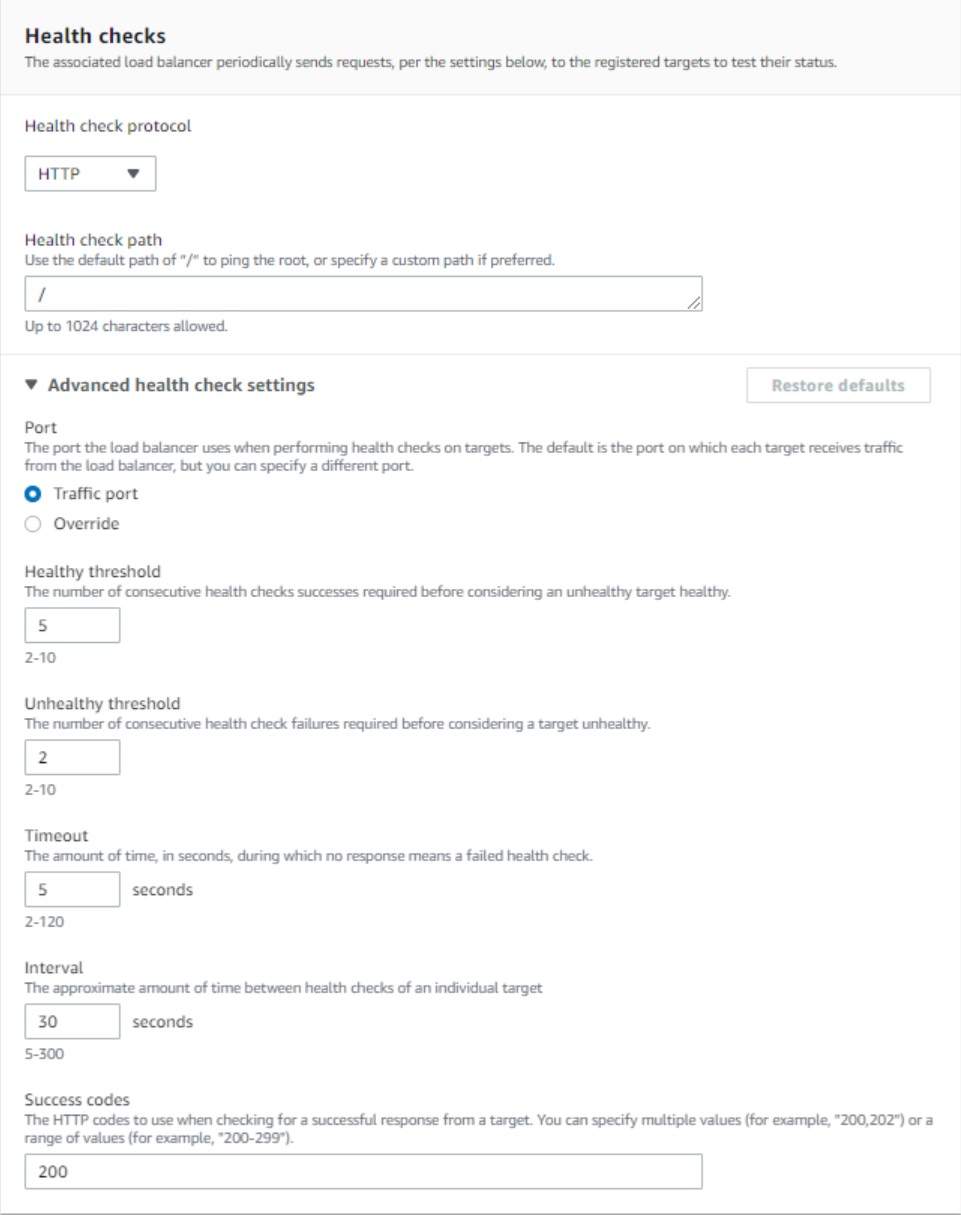 Health checks
The associated load balancer periodically sends requests, per the settings below, to the registered targets to test their status.
Health check protocol
HTTP
Health check path
Use the default path of "/" to ping the root, or specify a custom path if preferred.
/
Up to 1024 characters allowed.
Advanced health check settings
Restore defaults
Port
The port the load balancer uses when performing health checks on targets. The default is the port on which each target receives traffic
from the load balancer, but you can specify a different port.
Traffic port
Override
Healthy threshold
The number of consecutive health checks successes required before considering an unhealthy target healthy.
5
2-10
Unhealthy threshold
The number of consecutive health check failures required before considering a target unhealthy.
2
2-10
Timeout
The amount of time, in seconds, during which no response means a failed health check.
5 seconds
2-120
Interval
The approximate amount of time between health checks of an individual target
30 seconds
5-300
Success codes
The HTTP codes to use when checking for a successful response from a target. You can specify multiple values (for example, "200,202") or a
range of values (for example, "200-299").
200